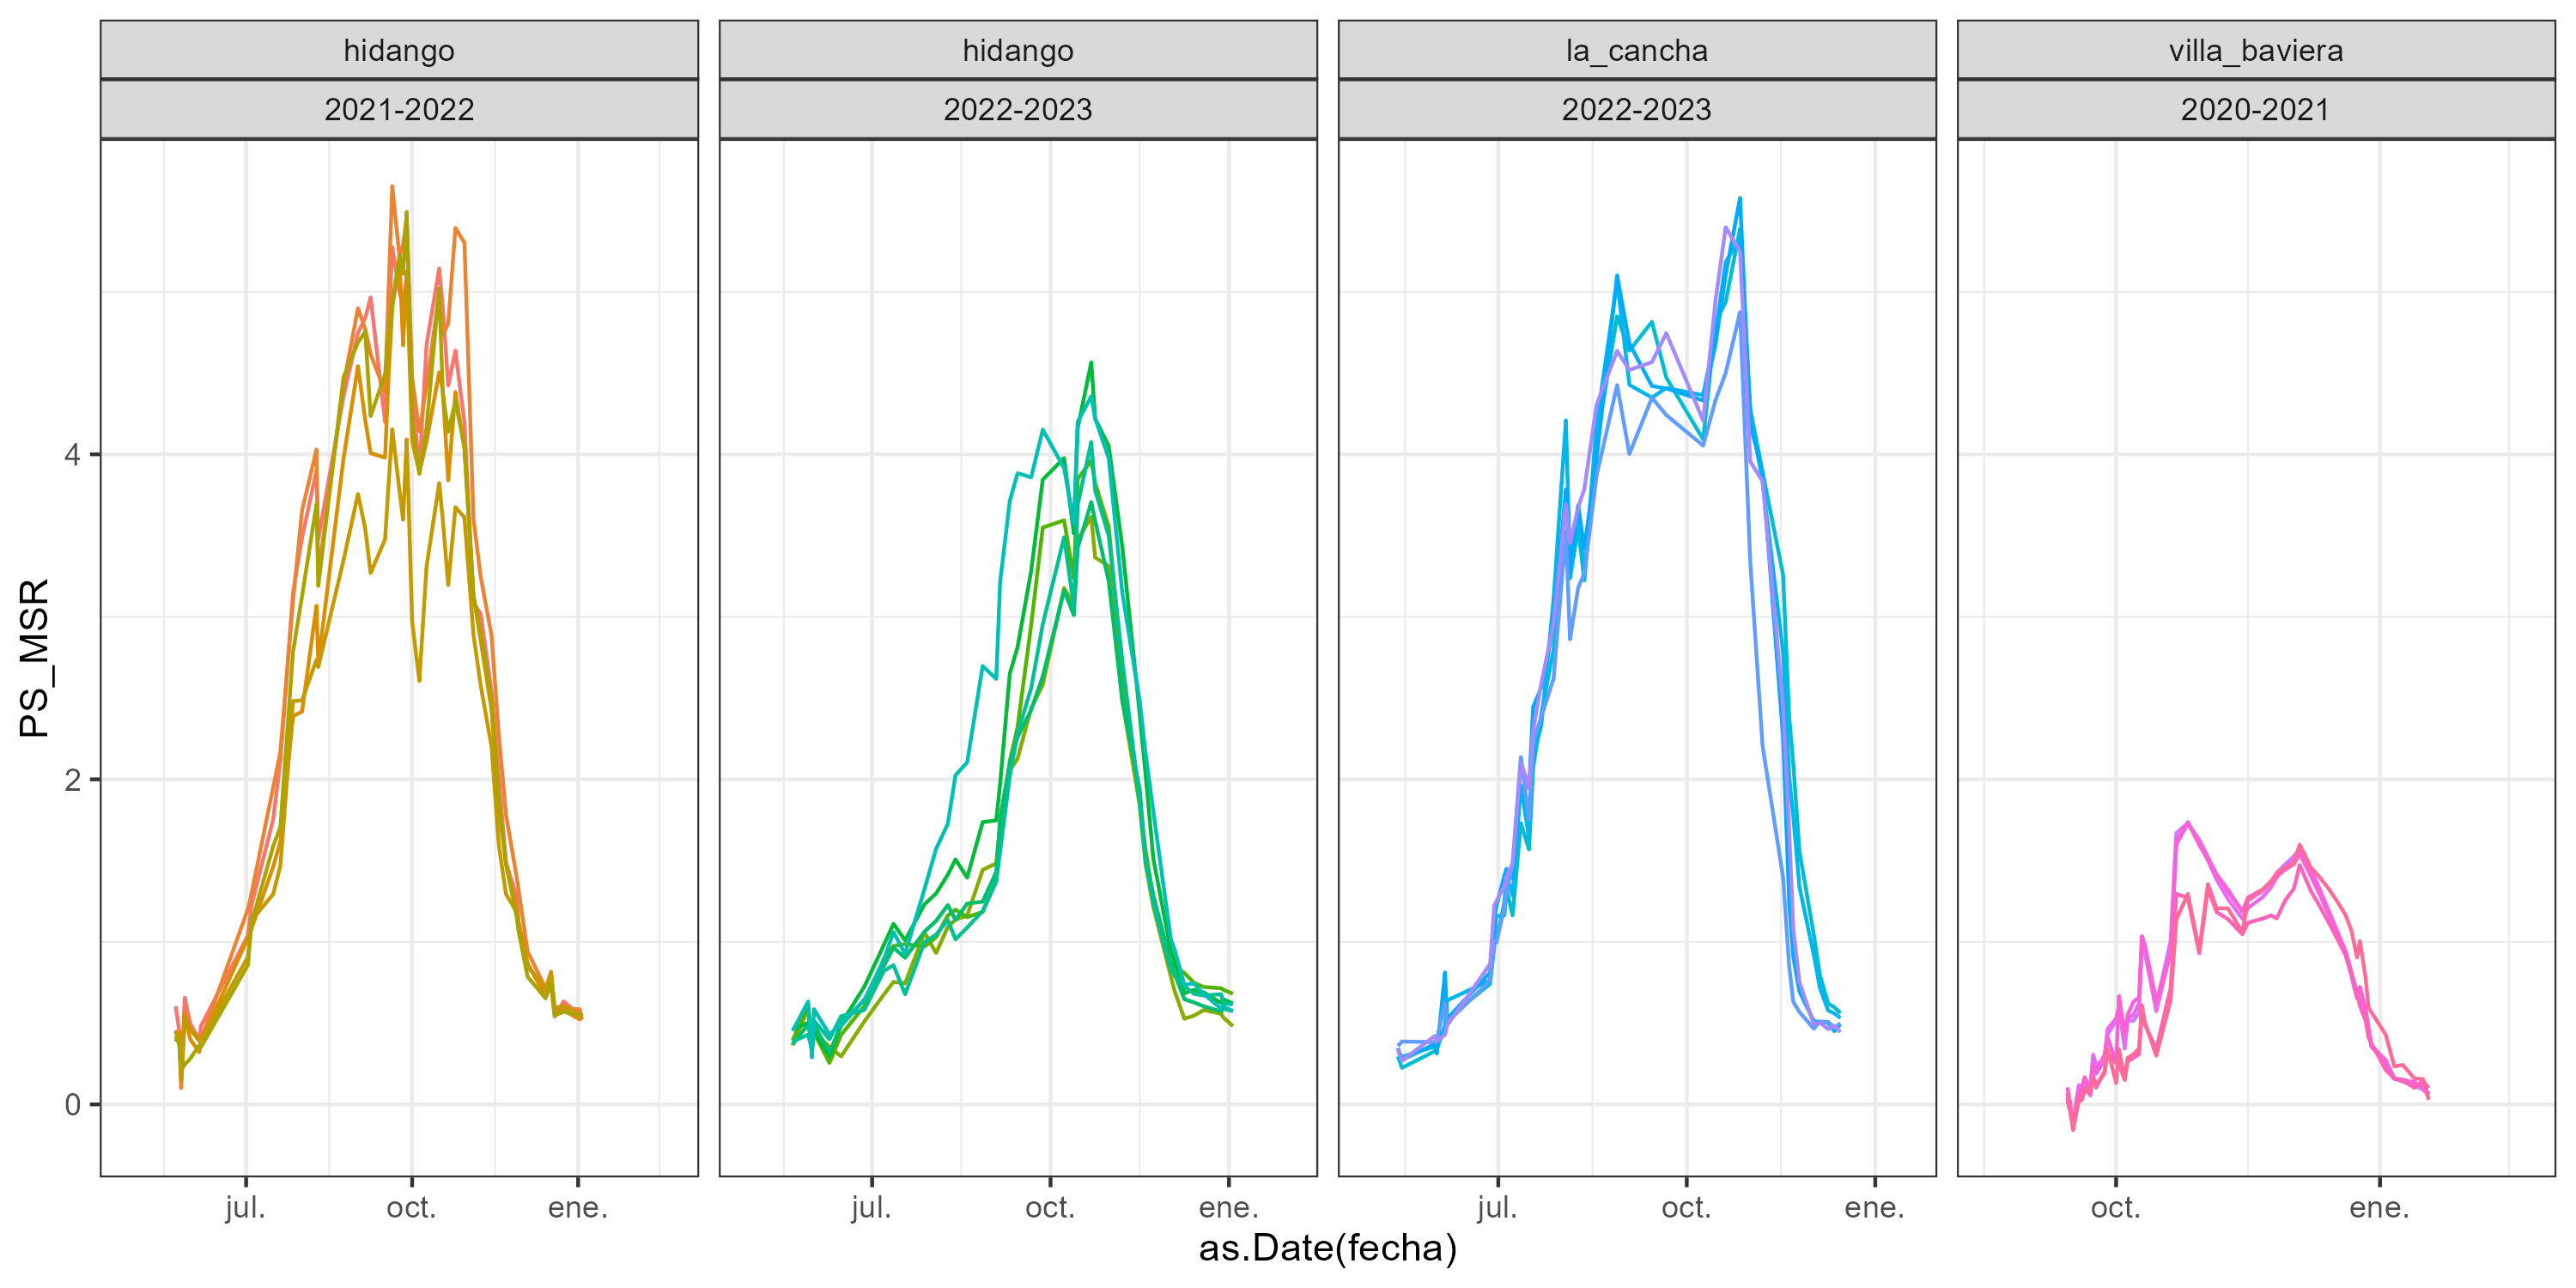 hidango hidango la_cancha villa_baviera
2021-2022 2022-2023 2022-2023 2020-2021
PS_MSR
4
2
0
jul. oct. ene. jul. oct. ene. jul. oct. ene. oct. ene.
as.Date(fecha)